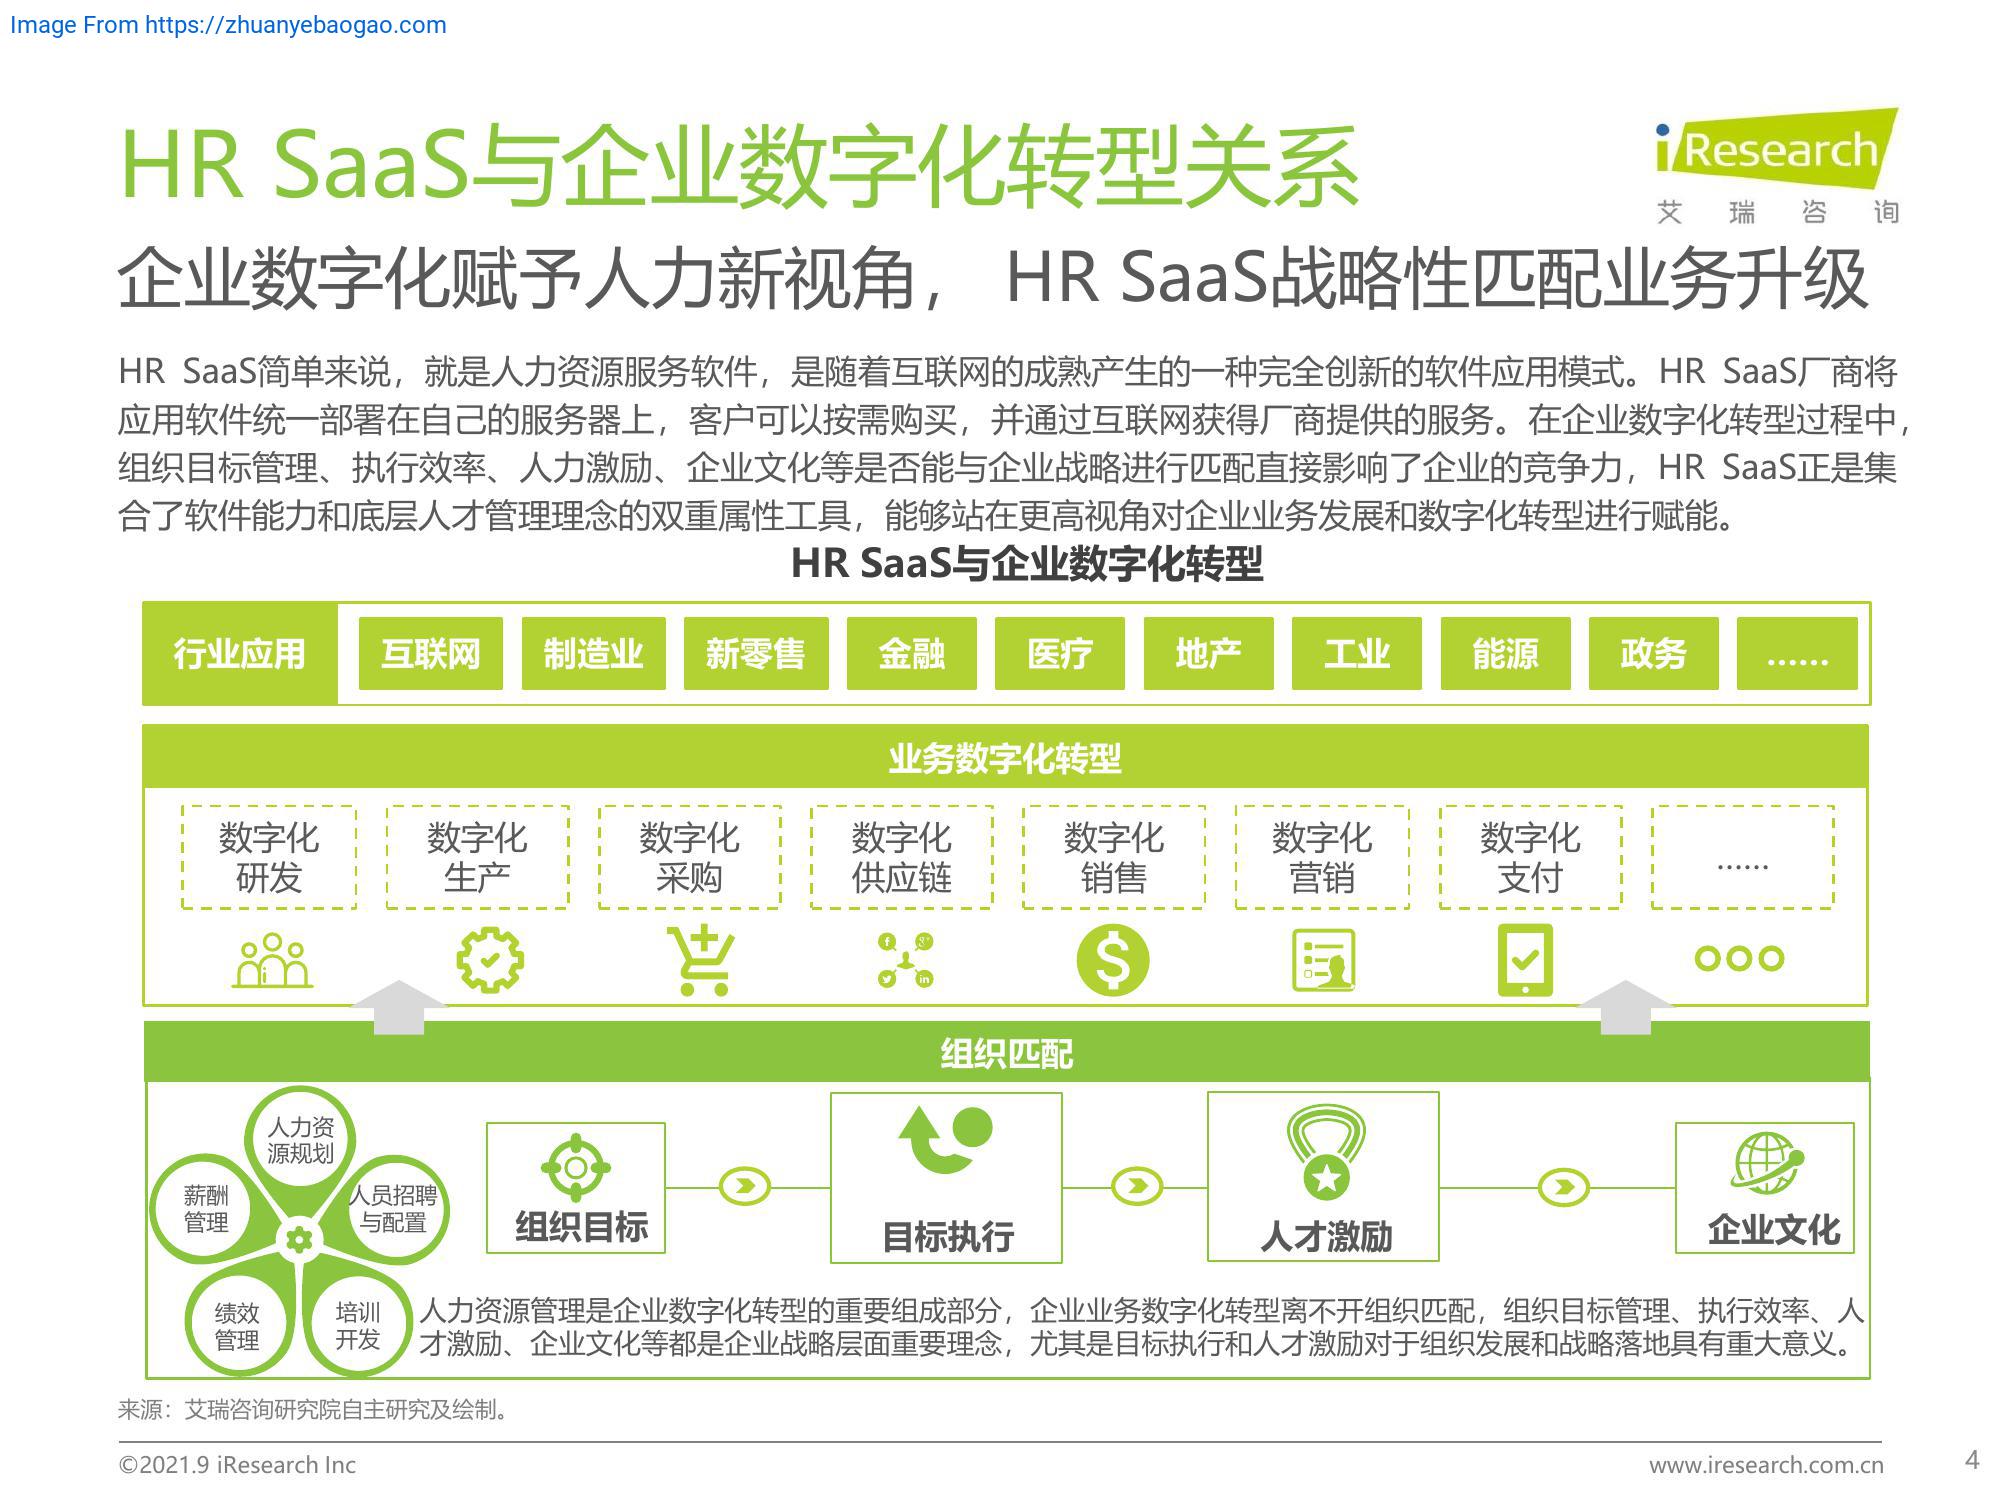 Image From https://zhuanyebaogao.com
HR SaaS与企业数字化转型关系
iResearch
艾瑞咨询
企业数字化赋予人力新视角， HR SaaS战略性匹配业务升级
HR SaaS简单来说，就是人力资源服务软件，是随着互联网的成熟产生的一种完全创新的软件应用模式。HR SaaS厂商将
应用软件统一部署在自己的服务器上，客户可以按需购买，并通过互联网获得厂商提供的服务。在企业数字化转型过程中，
组织目标管理、执行效率、人力激励、企业文化等是否能与企业战略进行匹配直接影响了企业的竞争力，HR SaaS正是集
合了软件能力和底层人才管理理念的双重属性工具，能够站在更高视角对企业业务发展和数字化转型进行赋能。
HR SaaS与企业数字化转型
行业应用 互联网 制造业 新零售 金融 医疗 地产 工业 能源 政务 ……
业务数字化转型
数字化 数字化 数字化 数字化 数字化 数字化 数字化 ……
研发 生产 采购 供应链 销售 营销 支付
组织匹配
人力资
源规划
薪酬
管理
人员招聘
与配置
绩效
管理
培训
开发
组织目标
目标执行
人才激励
企业文化
人力资源管理是企业数字化转型的重要组成部分，企业业务数字化转型离不开组织匹配，组织目标管理、执行效率、人
才激励、企业文化等都是企业战略层面重要理念，尤其是目标执行和人才激励对于组织发展和战略落地具有重大意义。
来源：艾瑞咨询研究院自主研究及绘制。
©2021.9 iResearch Inc
www.iresearch.com.cn
4